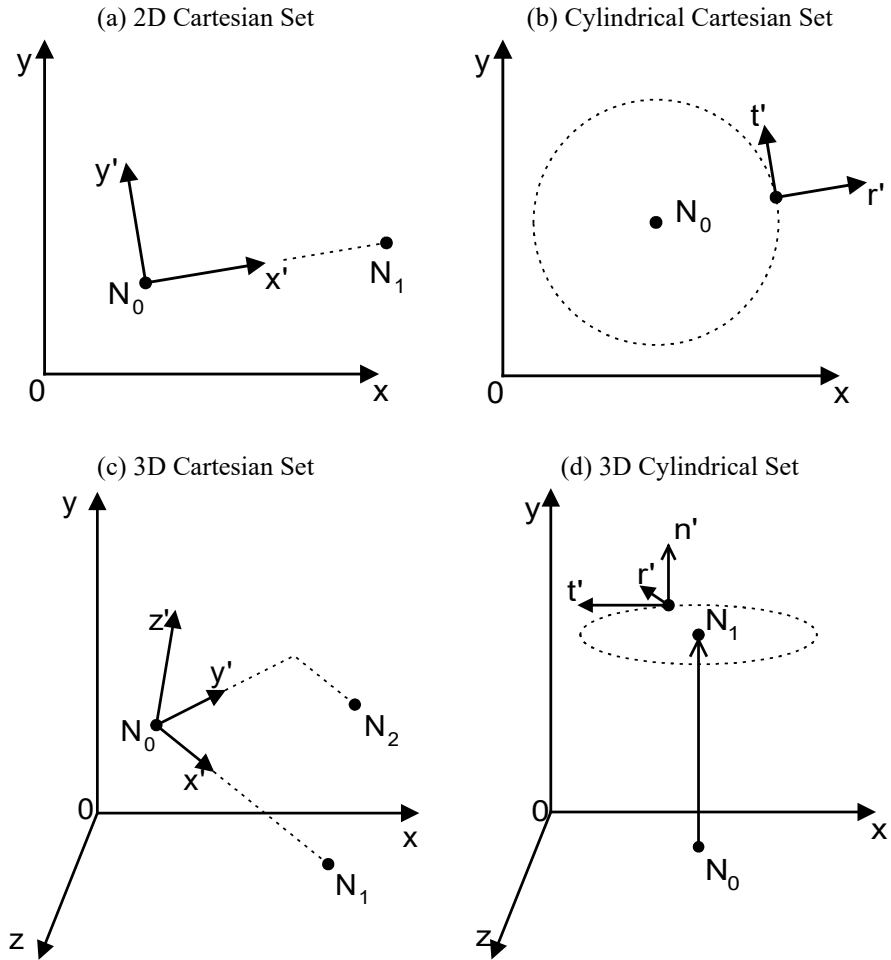 (a) 2D Cartesian Set
y
y'
x'
N0
N1
0
x
(b) Cylindrical Cartesian Set
y
t'
r'
N0
0
x
(c) 3D Cartesian Set
y
z'
y'
N0
N2
x'
0
x
N1
z
(d) 3D Cylindrical Set
y
n'
r'
t'
N1
0
x
N0
z